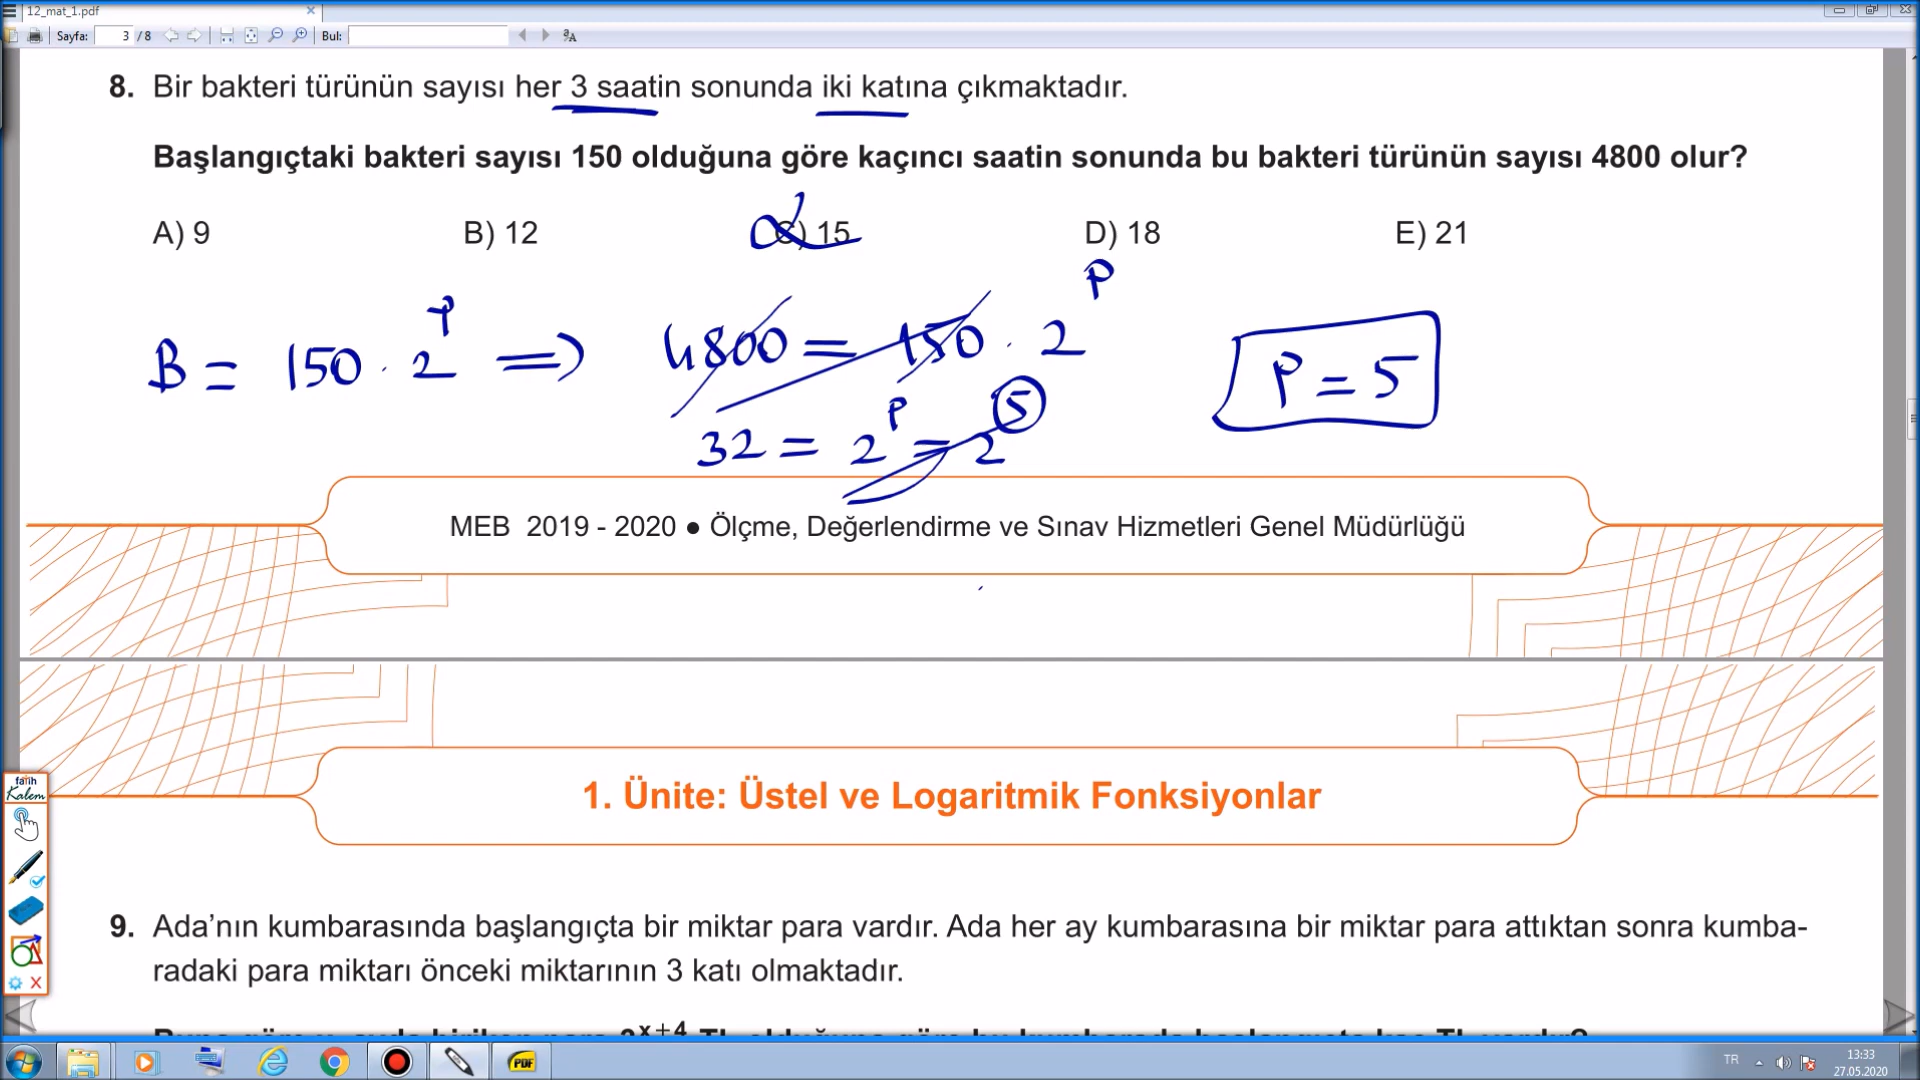 12_mat_1.pdf
Sayfa: 3 / 8 Bul:
8. Bir bakteri türünün sayısı her 3 saatin sonunda iki katına çıkmaktadır.
Başlangıçtaki bakteri sayısı 150 olduğuna göre kaçıncı saatin sonunda bu bakteri türünün sayısı 4800 olur?
A) 9 B) 12 C) 15 D) 18 E) 21
B = 150 . 2^P => 4800 = 150 . 2^P
P = 5
32 = 2^P = 2^5
MEB 2019 - 2020 ● Ölçme, Değerlendirme ve Sınav Hizmetleri Genel Müdürlüğü
1. Ünite: Üstel ve Logaritmik Fonksiyonlar
fatih
Kalem
9. Ada’nın kumbarasında başlangıçta bir miktar para vardır. Ada her ay kumbarasına bir miktar para attıktan sonra kumba-
radaki para miktarı önceki miktarının 3 katı olmaktadır.
PDF
TR
13:33
27.05.2020